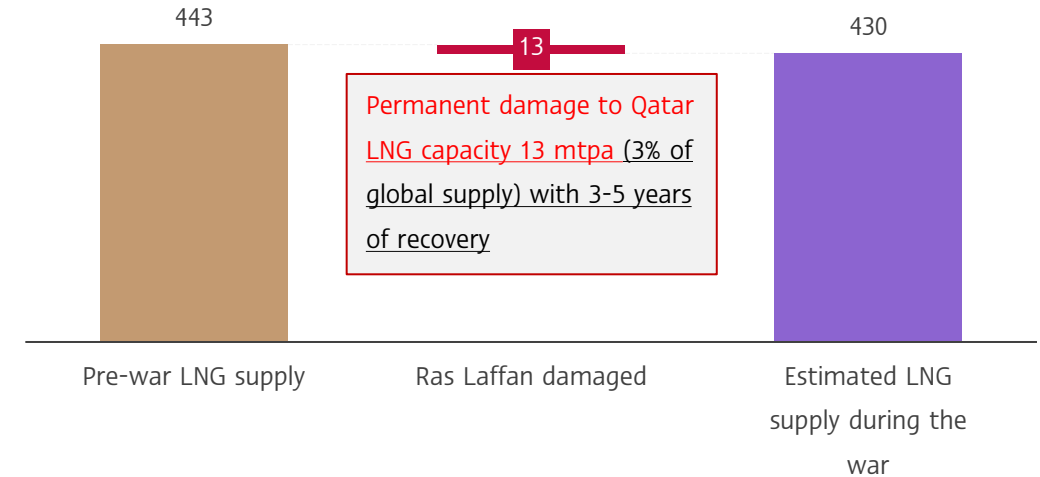 443
13
430
Permanent damage to Qatar
LNG capacity 13 mtpa (3% of
global supply) with 3-5 years
of recovery
Pre-war LNG supply
Ras Laffan damaged
Estimated LNG
supply during the
war